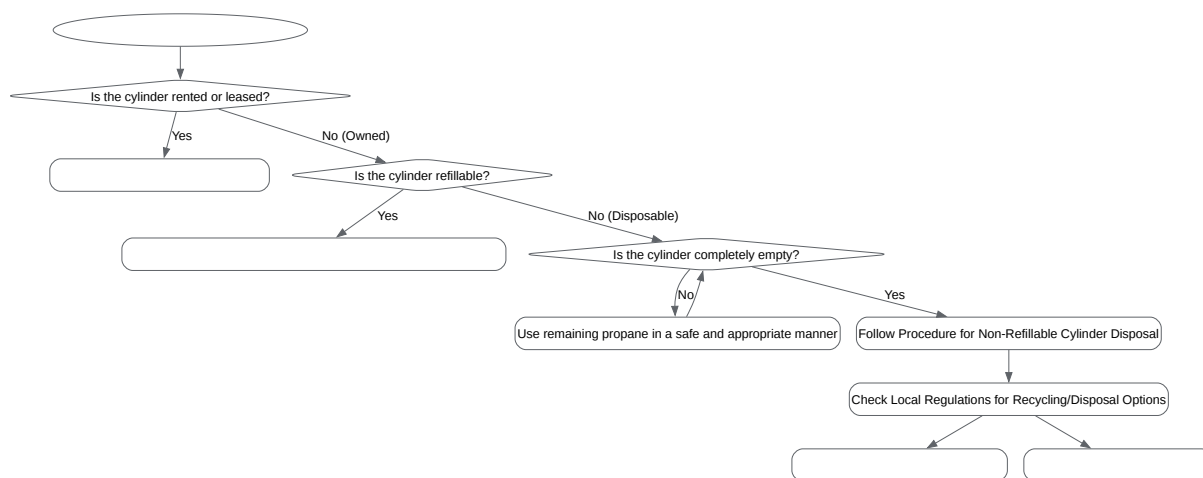 Is the cylinder rented or leased?
Yes
No (Owned)
Is the cylinder refillable?
Yes
No (Disposable)
Is the cylinder completely empty?
No
Yes
Use remaining propane in a safe and appropriate manner
Follow Procedure for Non-Refillable Cylinder Disposal
Check Local Regulations for Recycling/Disposal Options